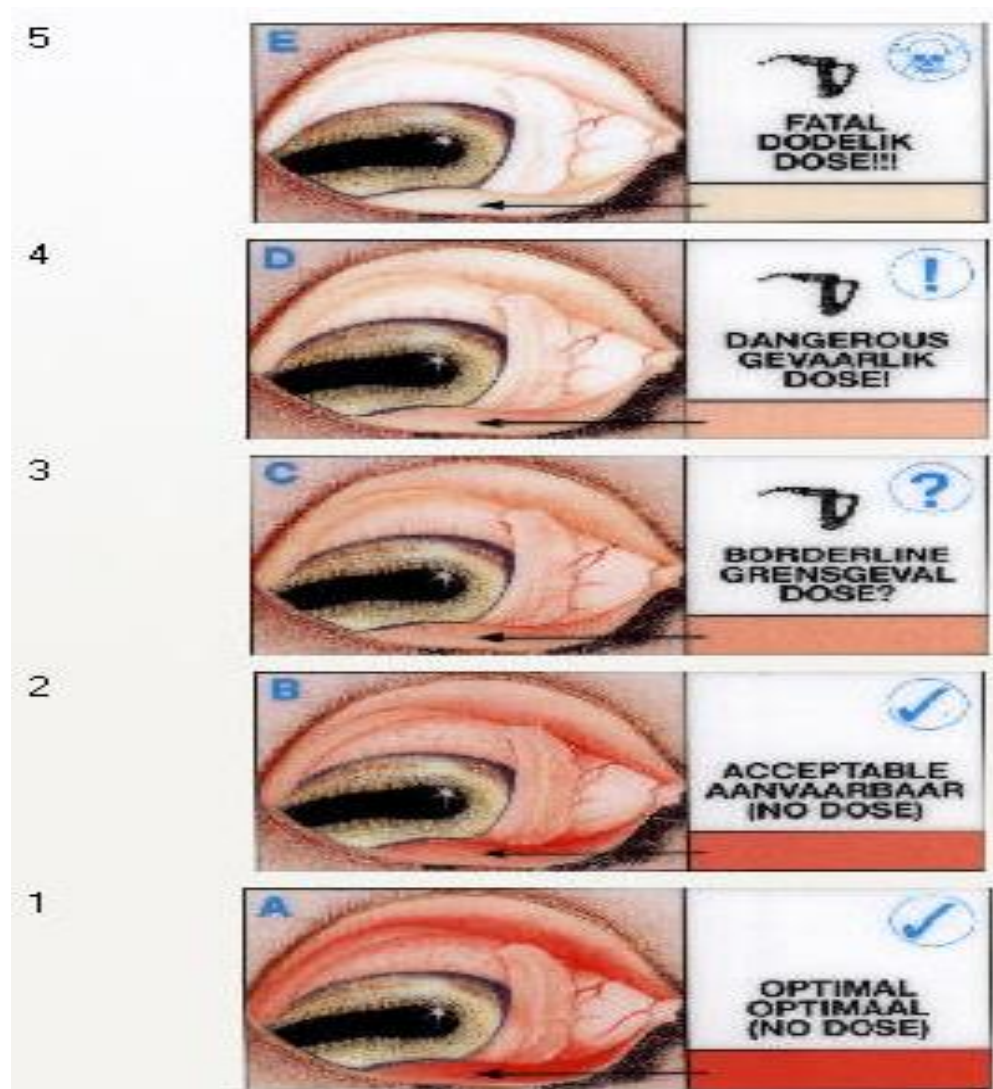 5
E
FATAL
DODELIK
DOSE!!!
4
D
!
DANGEROUS
GEVAARLIK
DOSE!
3
C
?
BORDERLINE
GRENSGEVAL
DOSE?
2
B
ACCEPTABLE
AANVAARBAAR
(NO DOSE)
1
A
OPTIMAL
OPTIMAAL
(NO DOSE)